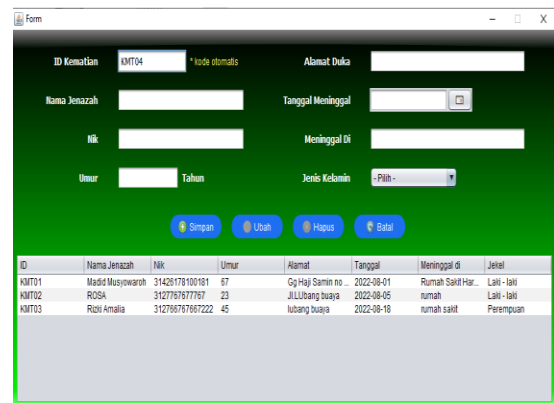 Form
ID Kematian KMT04 * kode otomatis Alamat Duka
Nama Jenazah Tanggal Meninggal
Nik Meninggal Di
Umur Tahun Jenis Kelamin - Pilih -
Simpan Ubah Hapus Batal
ID Nama Jenazah Nik Umur Alamat Tanggal Meninggal di Jekel
KMT01 Madid Musyowaroh 31426178100181 67 Gg Haji Samin no ... 2022-08-01 Rumah Sakit Har... Laki - laki
KMT02 ROSA 3127767677767 23 Jl.LUbang buaya 2022-08-05 rumah Laki - laki
KMT03 Rizki Amalia 312766767667222 45 lubang buaya 2022-08-18 rumah sakit Perempuan